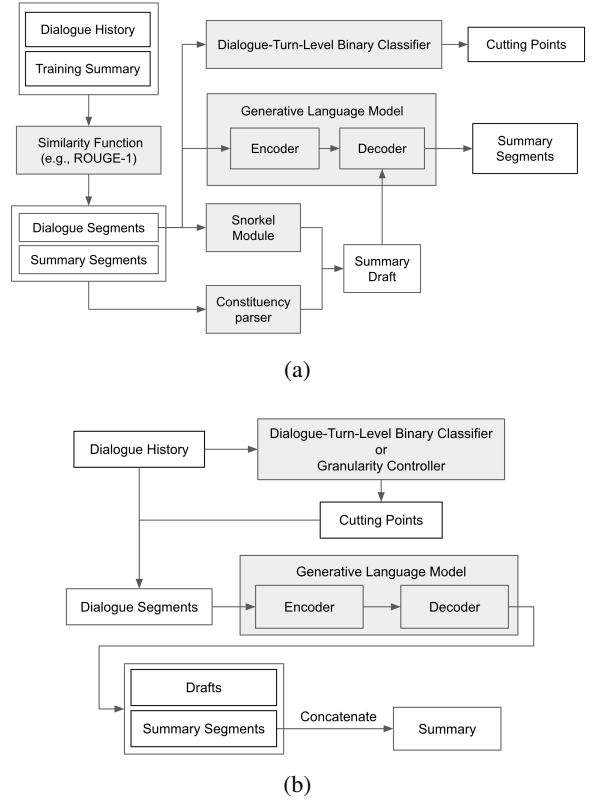 Dialogue History
Training Summary
Similarity Function
(e.g., ROUGE-1)
Dialogue Segments
Summary Segments
Dialogue-Turn-Level Binary Classifier
Cutting Points
Generative Language Model
Encoder
Decoder
Summary
Segments
Snorkel
Module
Constituency
parser
Summary
Draft
(a)
Dialogue History
Dialogue-Turn-Level Binary Classifier
or
Granularity Controller
Cutting Points
Dialogue Segments
Generative Language Model
Encoder
Decoder
Drafts
Summary Segments
Concatenate
Summary
(b)